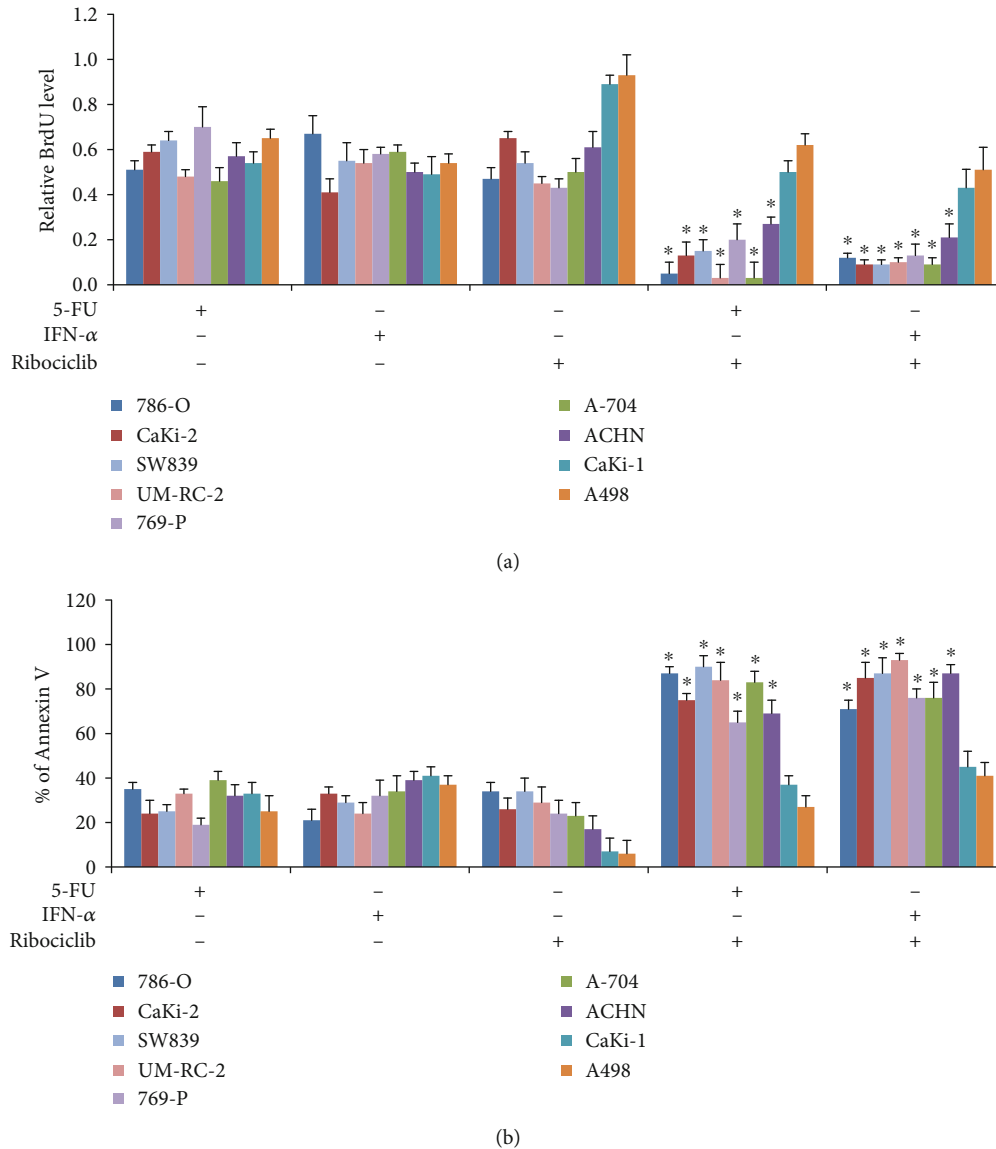 (a)
Relative BrdU level
1.2
1.0
0.8
0.6
0.4
0.2
0.0
* * * * * * *
* * * * * * *
5-FU + – – + –
IFN-α – + – – +
Ribociclib – – + + +
786-O A-704
CaKi-2 ACHN
SW839 CaKi-1
UM-RC-2 A498
769-P
(a)
% of Annexin V
120
100
80
60
40
20
0
* * * * * * *
* * * * * * *
5-FU + – – + –
IFN-α – + – – +
Ribociclib – – + + +
786-O A-704
CaKi-2 ACHN
SW839 CaKi-1
UM-RC-2 A498
769-P
(b)